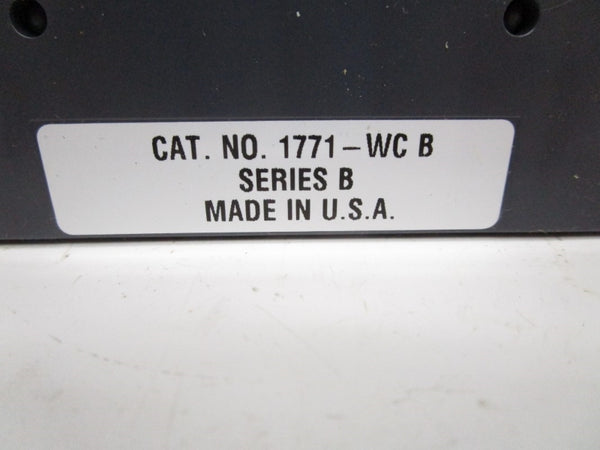 CAT. NO. 1771-WC B
SERIES B
MADE IN U.S.A.